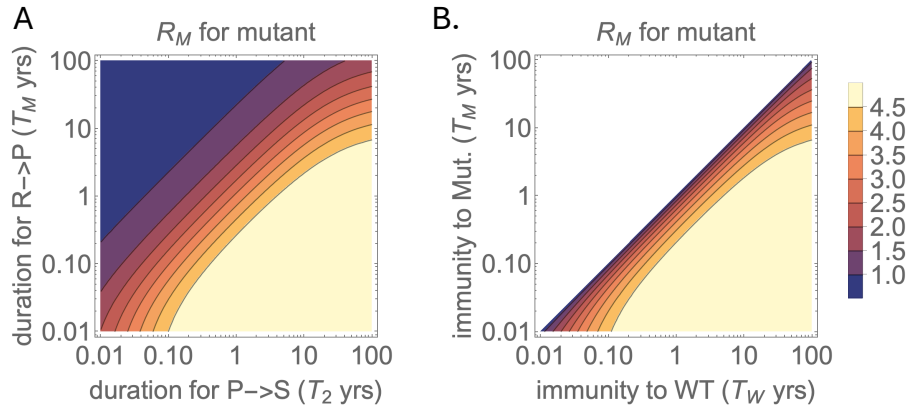 A
B.
R_M for mutant
R_M for mutant
duration for R->P (T_M yrs)
100
10
1
0.10
0.01
0.01 0.10 1 10 100
duration for P->S (T_2 yrs)
immunity to Mut. (T_M yrs)
100
10
1
0.10
0.01
0.01 0.10 1 10 100
immunity to WT (T_W yrs)
4.5
4.0
3.5
3.0
2.5
2.0
1.5
1.0